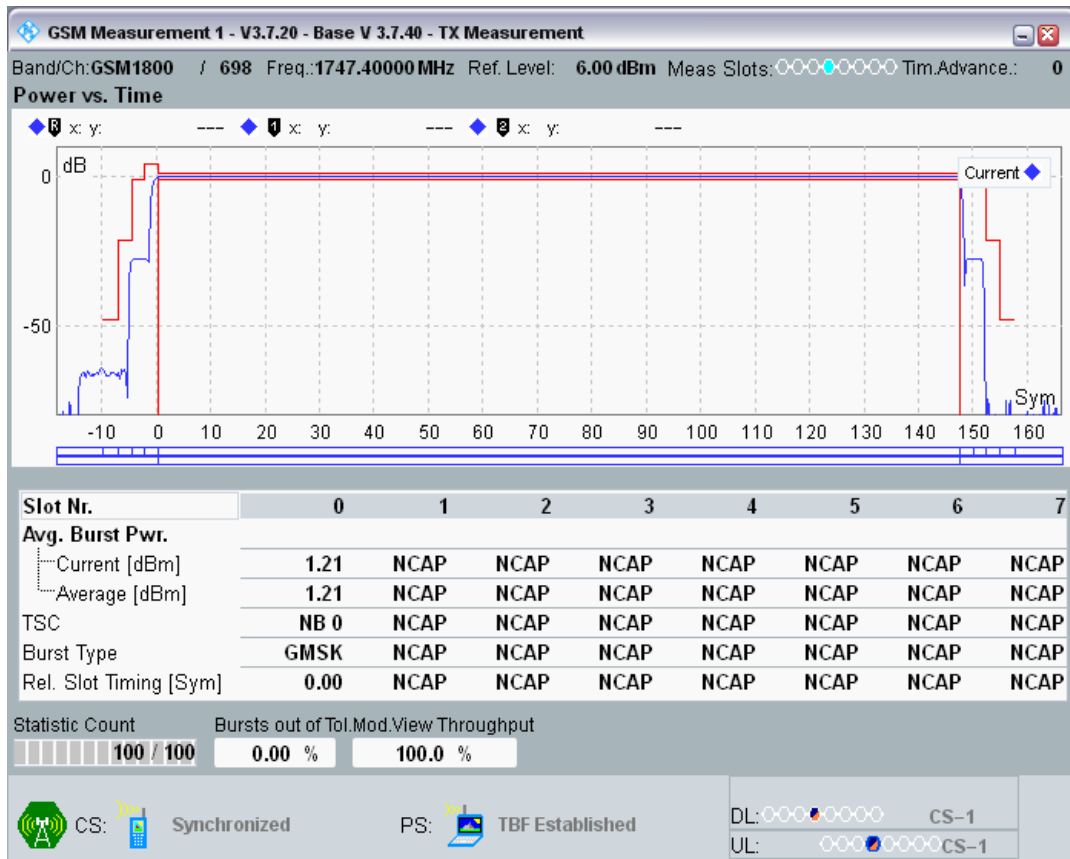 GSM Measurement 1 - V3.7.20 - Base V 3.7.40 - TX Measurement
Band/Ch:GSM1800 / 698 Freq.:1747.40000 MHz Ref. Level: 6.00 dBm Meas Slots: Tim.Advance.: 0
Power vs. Time
R x: y: --- 1 x: y: --- 2 x: y: ---
dB
Current
0
-50
Sym
-10 0 10 20 30 40 50 60 70 80 90 100 110 120 130 140 150 160
Slot Nr. 0 1 2 3 4 5 6 7
Avg. Burst Pwr.
Current [dBm] 1.21 NCAP NCAP NCAP NCAP NCAP NCAP NCAP
Average [dBm] 1.21 NCAP NCAP NCAP NCAP NCAP NCAP NCAP
TSC NB 0 NCAP NCAP NCAP NCAP NCAP NCAP NCAP
Burst Type GMSK NCAP NCAP NCAP NCAP NCAP NCAP NCAP
Rel. Slot Timing [Sym] 0.00 NCAP NCAP NCAP NCAP NCAP NCAP NCAP
Statistic Count Bursts out of Tol.Mod.View Throughput
100 / 100 0.00 % 100.0 %
CS: Synchronized PS: TBF Established
DL: CS-1
UL: CS-1